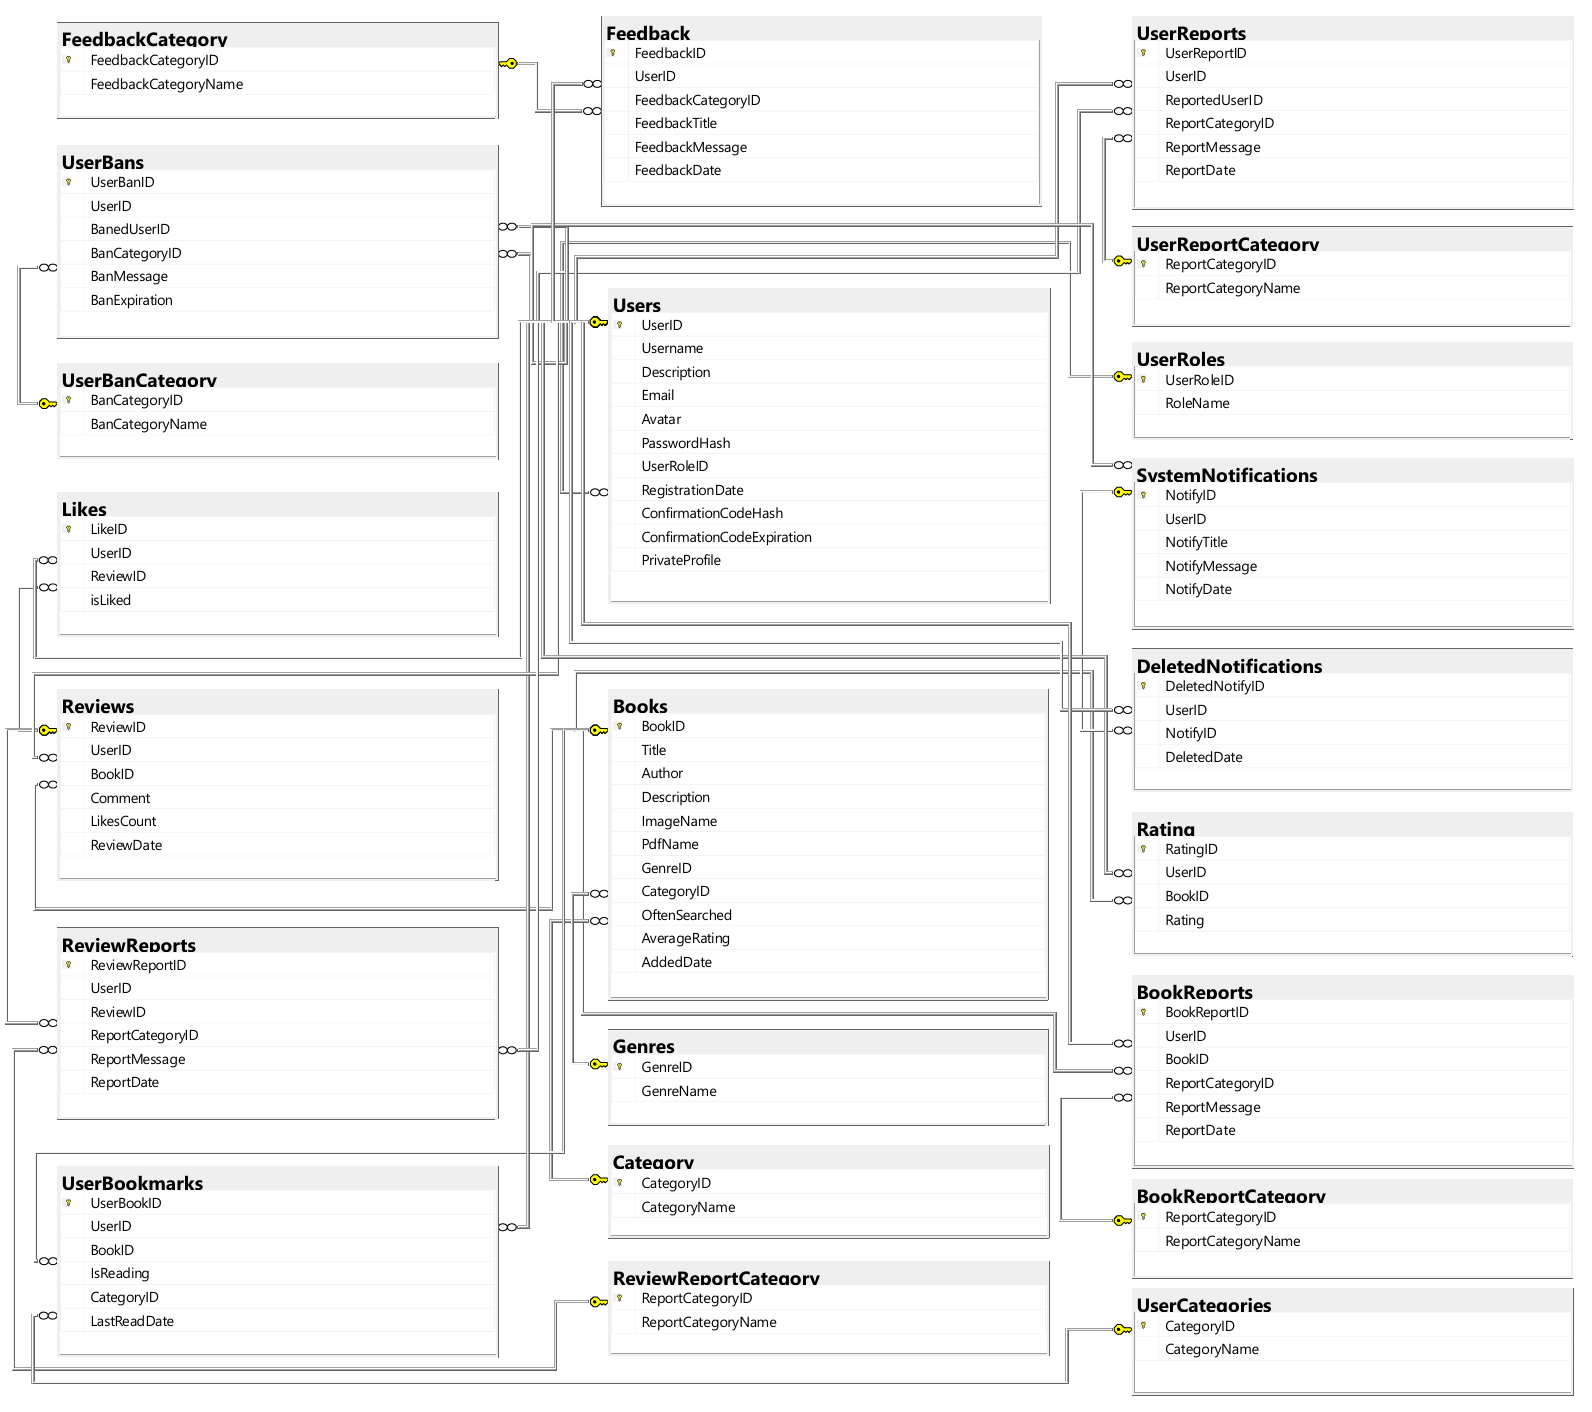 FeedbackCategory
FeedbackCategoryID
FeedbackCategoryName
UserBans
UserBanID
UserID
BanedUserID
BanCategoryID
BanMessage
BanExpiration
UserBanCategory
BanCategoryID
BanCategoryName
Likes
LikeID
UserID
ReviewID
isLiked
Reviews
ReviewID
UserID
BookID
Comment
LikesCount
ReviewDate
ReviewReports
ReviewReportID
UserID
ReviewID
ReportCategoryID
ReportMessage
ReportDate
UserBookmarks
UserBookID
UserID
BookID
IsReading
CategoryID
LastReadDate
Feedback
FeedbackID
UserID
FeedbackCategoryID
FeedbackTitle
FeedbackMessage
FeedbackDate
Users
UserID
Username
Description
Email
Avatar
PasswordHash
UserRoleID
RegistrationDate
ConfirmationCodeHash
ConfirmationCodeExpiration
PrivateProfile
Books
BookID
Title
Author
Description
ImageName
PdfName
GenreID
CategoryID
OftenSearched
AverageRating
AddedDate
Genres
GenreID
GenreName
Category
CategoryID
CategoryName
ReviewReportCategory
ReportCategoryID
ReportCategoryName
UserReports
UserReportID
UserID
ReportedUserID
ReportCategoryID
ReportMessage
ReportDate
UserReportCategory
ReportCategoryID
ReportCategoryName
UserRoles
UserRoleID
RoleName
SystemNotifications
NotifyID
UserID
NotifyTitle
NotifyMessage
NotifyDate
DeletedNotifications
DeletedNotifyID
UserID
NotifyID
DeletedDate
Rating
RatingID
UserID
BookID
Rating
BookReports
BookReportID
UserID
BookID
ReportCategoryID
ReportMessage
ReportDate
BookReportCategory
ReportCategoryID
ReportCategoryName
UserCategories
CategoryID
CategoryName